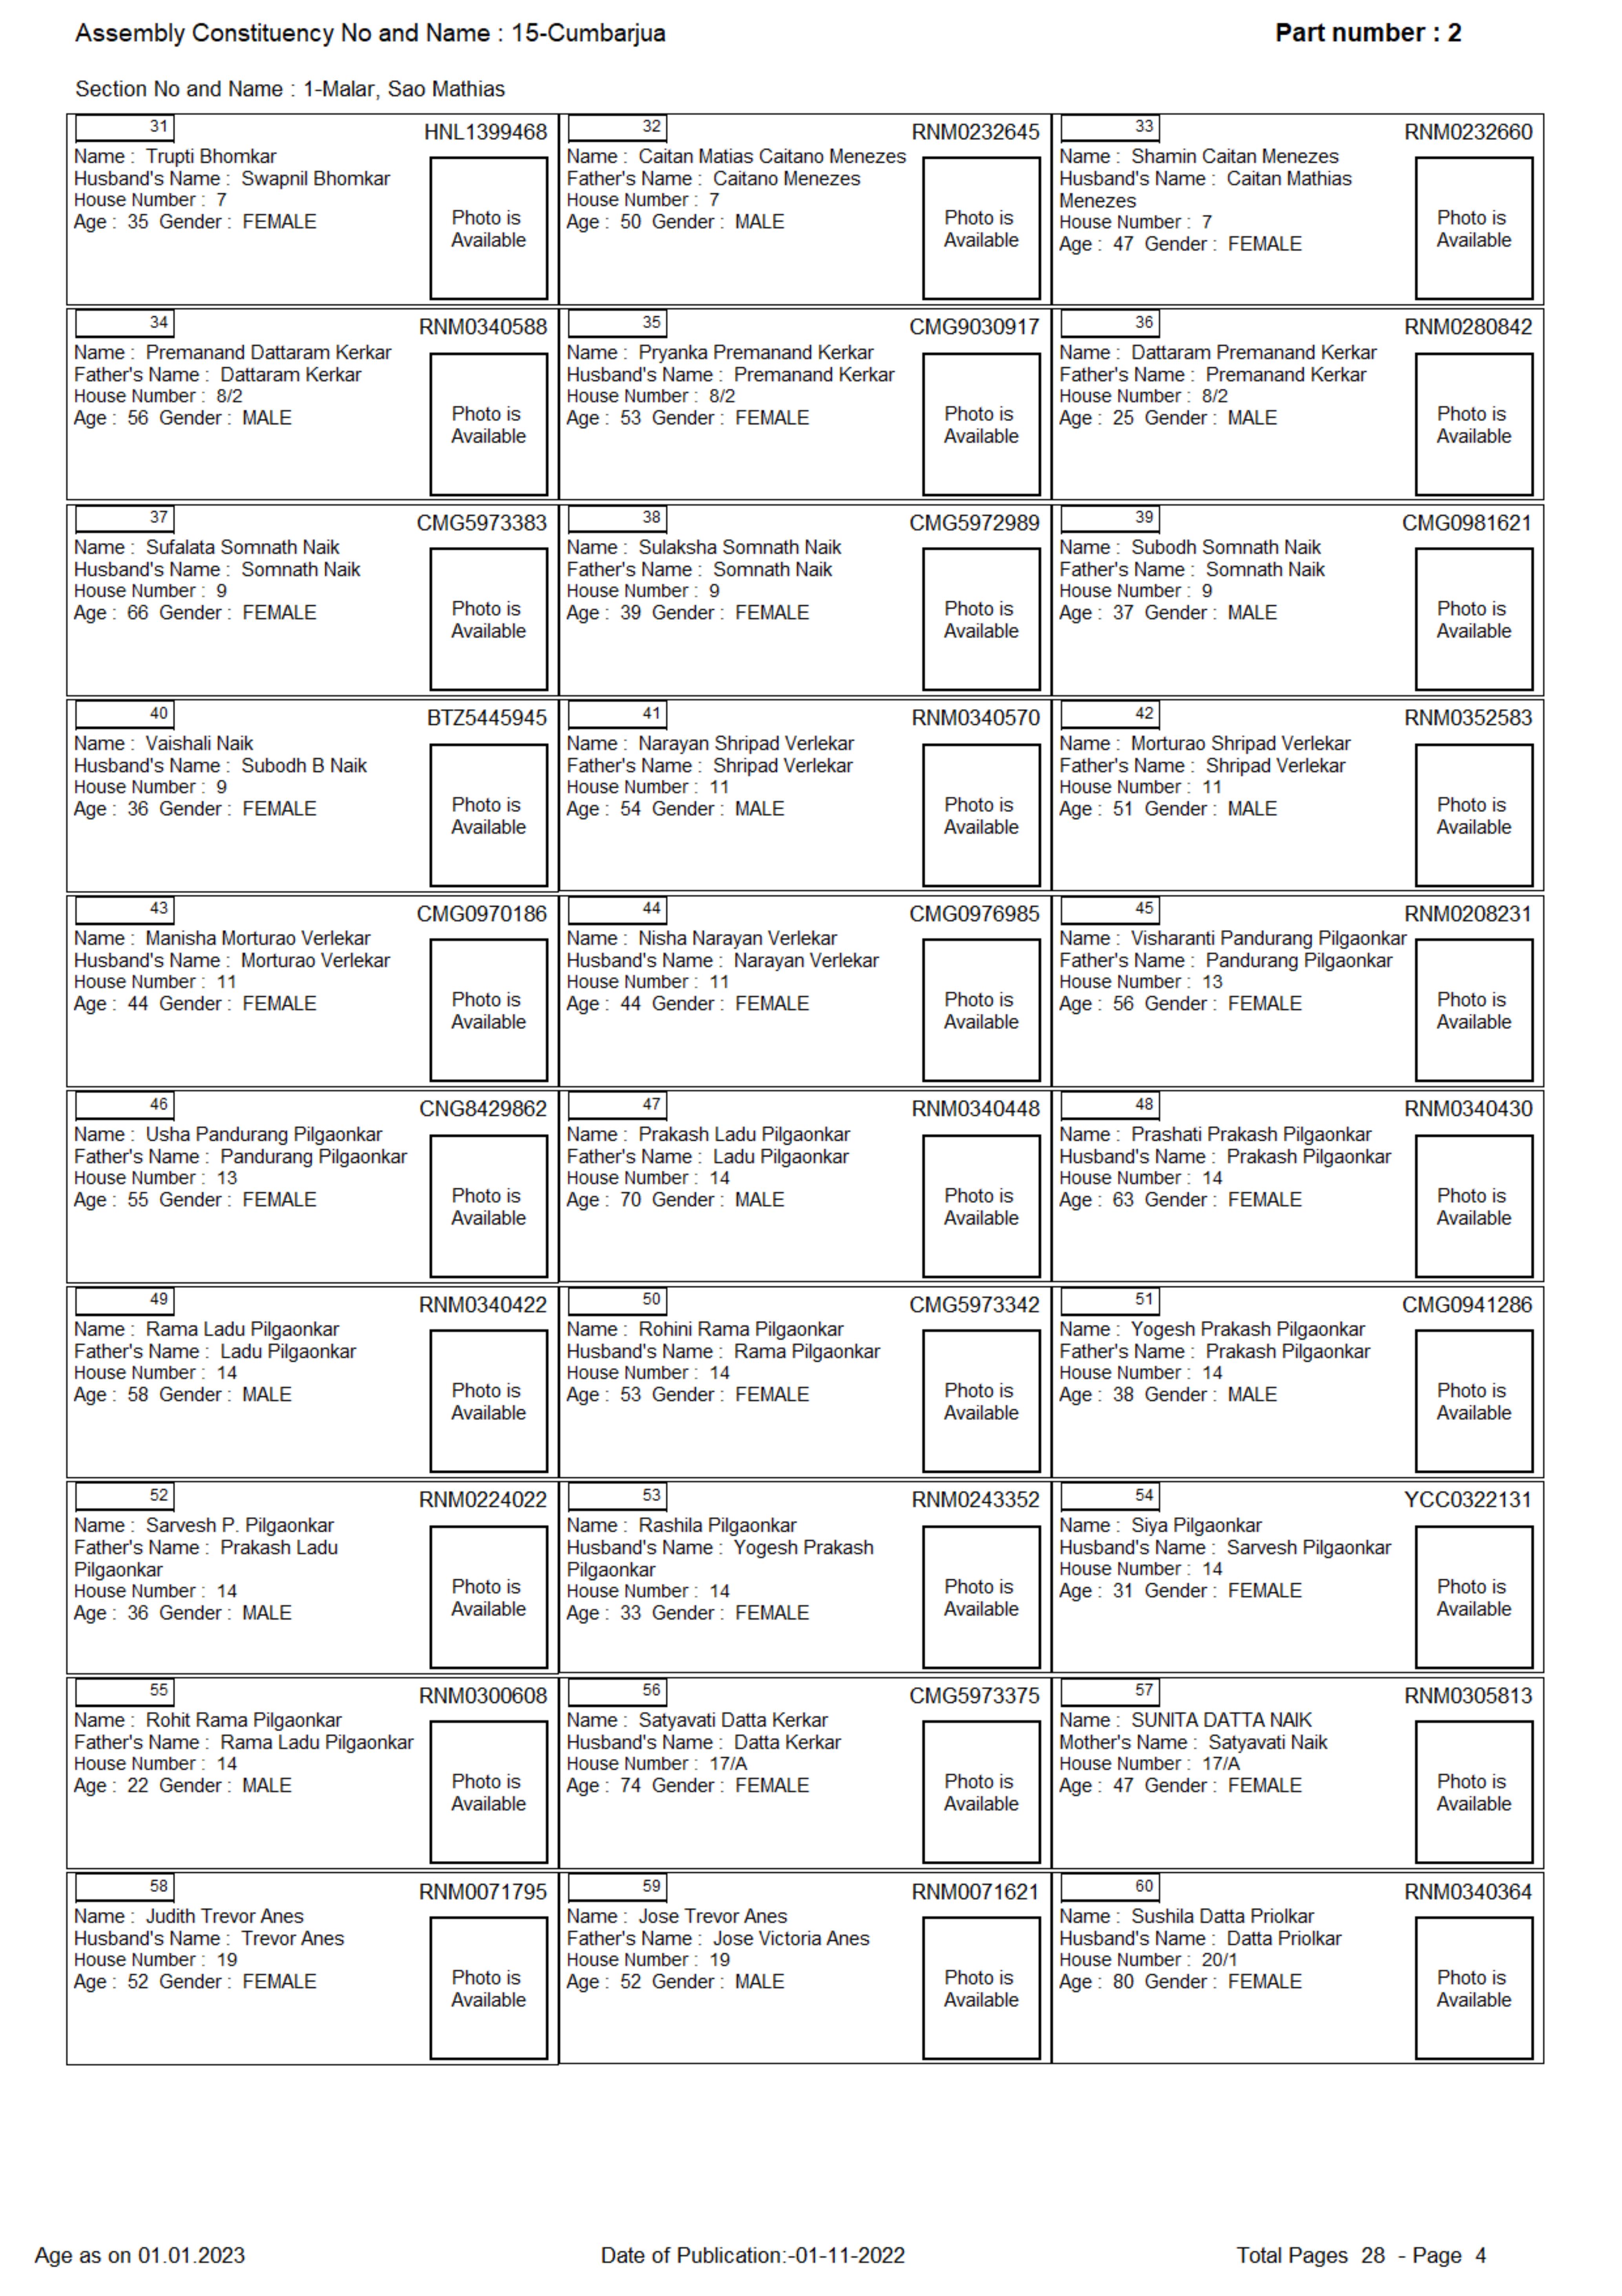 Assembly Constituency No and Name : 15-Cumbarjua
Part number : 2
Section No and Name : 1-Malar, Sao Mathias
31
HNL1399468
Name : Trupti Bhomkar
Husband's Name : Swapnil Bhomkar
House Number : 7
Age : 35 Gender : FEMALE
Photo is
Available
32
RNM0232645
Name : Caitan Matias Caitano Menezes
Father's Name : Caitano Menezes
House Number : 7
Age : 50 Gender : MALE
Photo is
Available
33
RNM0232660
Name : Shamin Caitan Menezes
Husband's Name : Caitan Mathias
Menezes
House Number : 7
Age : 47 Gender : FEMALE
Photo is
Available
34
RNM0340588
Name : Premanand Dattaram Kerkar
Father's Name : Dattaram Kerkar
House Number : 8/2
Age : 56 Gender : MALE
Photo is
Available
35
CMG9030917
Name : Pryanka Premanand Kerkar
Husband's Name : Premanand Kerkar
House Number : 8/2
Age : 53 Gender : FEMALE
Photo is
Available
36
RNM0280842
Name : Dattaram Premanand Kerkar
Father's Name : Premanand Kerkar
House Number : 8/2
Age : 25 Gender : MALE
Photo is
Available
37
CMG5973383
Name : Sufalata Somnath Naik
Husband's Name : Somnath Naik
House Number : 9
Age : 66 Gender : FEMALE
Photo is
Available
38
CMG5972989
Name : Sulaksha Somnath Naik
Father's Name : Somnath Naik
House Number : 9
Age : 39 Gender : FEMALE
Photo is
Available
39
CMG0981621
Name : Subodh Somnath Naik
Father's Name : Somnath Naik
House Number : 9
Age : 37 Gender : MALE
Photo is
Available
40
BTZ5445945
Name : Vaishali Naik
Husband's Name : Subodh B Naik
House Number : 9
Age : 36 Gender : FEMALE
Photo is
Available
41
RNM0340570
Name : Narayan Shripad Verlekar
Father's Name : Shripad Verlekar
House Number : 11
Age : 54 Gender : MALE
Photo is
Available
42
RNM0352583
Name : Morturao Shripad Verlekar
Father's Name : Shripad Verlekar
House Number : 11
Age : 51 Gender : MALE
Photo is
Available
43
CMG0970186
Name : Manisha Morturao Verlekar
Husband's Name : Morturao Verlekar
House Number : 11
Age : 44 Gender : FEMALE
Photo is
Available
44
CMG0976985
Name : Nisha Narayan Verlekar
Husband's Name : Narayan Verlekar
House Number : 11
Age : 44 Gender : FEMALE
Photo is
Available
45
RNM0208231
Name : Visharanti Pandurang Pilgaonkar
Father's Name : Pandurang Pilgaonkar
House Number : 13
Age : 56 Gender : FEMALE
Photo is
Available
46
CNG8429862
Name : Usha Pandurang Pilgaonkar
Father's Name : Pandurang Pilgaonkar
House Number : 13
Age : 55 Gender : FEMALE
Photo is
Available
47
RNM0340448
Name : Prakash Ladu Pilgaonkar
Father's Name : Ladu Pilgaonkar
House Number : 14
Age : 70 Gender : MALE
Photo is
Available
48
RNM0340430
Name : Prashati Prakash Pilgaonkar
Husband's Name : Prakash Pilgaonkar
House Number : 14
Age : 63 Gender : FEMALE
Photo is
Available
49
RNM0340422
Name : Rama Ladu Pilgaonkar
Father's Name : Ladu Pilgaonkar
House Number : 14
Age : 58 Gender : MALE
Photo is
Available
50
CMG5973342
Name : Rohini Rama Pilgaonkar
Husband's Name : Rama Pilgaonkar
House Number : 14
Age : 53 Gender : FEMALE
Photo is
Available
51
CMG0941286
Name : Yogesh Prakash Pilgaonkar
Father's Name : Prakash Pilgaonkar
House Number : 14
Age : 38 Gender : MALE
Photo is
Available
52
RNM0224022
Name : Sarvesh P. Pilgaonkar
Father's Name : Prakash Ladu
Pilgaonkar
House Number : 14
Age : 36 Gender : MALE
Photo is
Available
53
RNM0243352
Name : Rashila Pilgaonkar
Husband's Name : Yogesh Prakash
Pilgaonkar
House Number : 14
Age : 33 Gender : FEMALE
Photo is
Available
54
YCC0322131
Name : Siya Pilgaonkar
Husband's Name : Sarvesh Pilgaonkar
House Number : 14
Age : 31 Gender : FEMALE
Photo is
Available
55
RNM0300608
Name : Rohit Rama Pilgaonkar
Father's Name : Rama Ladu Pilgaonkar
House Number : 14
Age : 22 Gender : MALE
Photo is
Available
56
CMG5973375
Name : Satyavati Datta Kerkar
Husband's Name : Datta Kerkar
House Number : 17/A
Age : 74 Gender : FEMALE
Photo is
Available
57
RNM0305813
Name : SUNITA DATTA NAIK
Mother's Name : Satyavati Naik
House Number : 17/A
Age : 47 Gender : FEMALE
Photo is
Available
58
RNM0071795
Name : Judith Trevor Anes
Husband's Name : Trevor Anes
House Number : 19
Age : 52 Gender : FEMALE
Photo is
Available
59
RNM0071621
Name : Jose Trevor Anes
Father's Name : Jose Victoria Anes
House Number : 19
Age : 52 Gender : MALE
Photo is
Available
60
RNM0340364
Name : Sushila Datta Priolkar
Husband's Name : Datta Priolkar
House Number : 20/1
Age : 80 Gender : FEMALE
Photo is
Available
Age as on 01.01.2023
Date of Publication:-01-11-2022
Total Pages 28 - Page 4